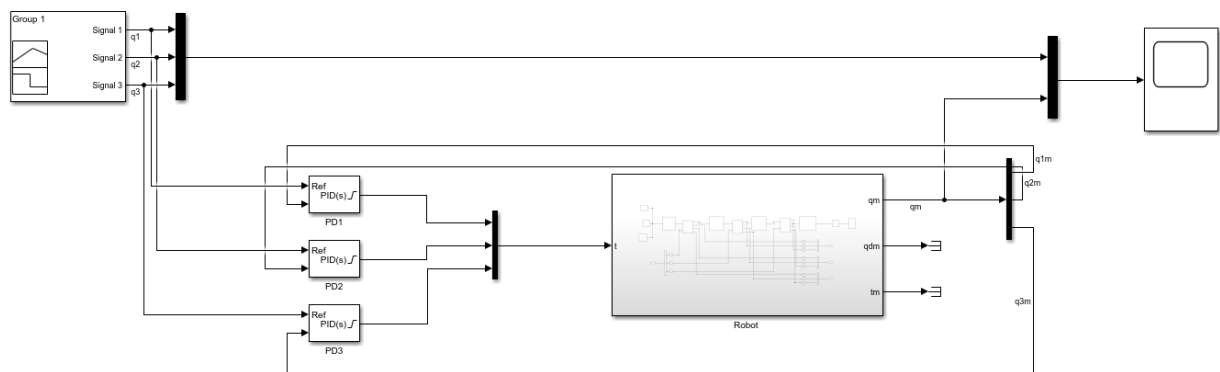 Group 1
Signal 1
q1
Signal 2
q2
Signal 3
q3
q1m
q2m
Ref
PID(s)
PD1
qm
qm
Ref
PID(s)
PD2
t
qdm
tm
q3m
Ref
PID(s)
PD3
Robot